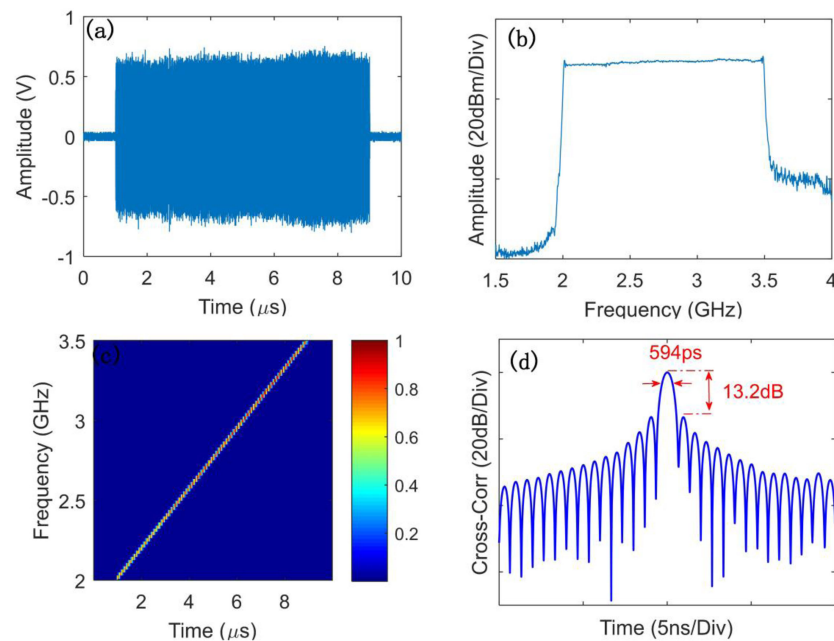 (a)
Amplitude (V)
1
0.5
0
-0.5
-1
0 2 4 6 8 10
Time (μs)
(b)
Amplitude (20dBm/Div)
1.5 2 2.5 3 3.5 4
Frequency (GHz)
(c)
Frequency (GHz)
3.5
3
2.5
2
2 4 6 8
Time (μs)
1
0.8
0.6
0.4
0.2
(d)
594ps
13.2dB
Cross-Corr (20dB/Div)
Time (5ns/Div)